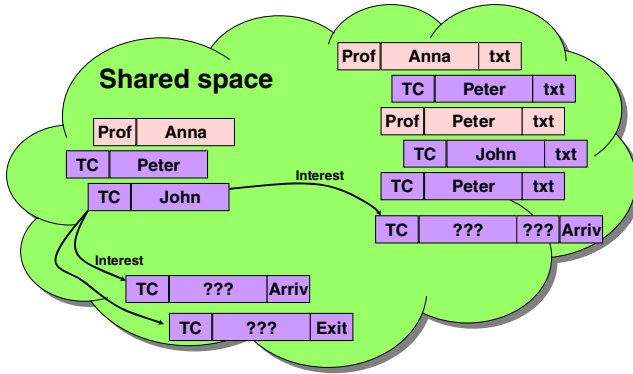 Shared space
Prof Anna txt
TC Peter txt
Prof Peter txt
TC John txt
TC Peter txt
Prof Anna
TC Peter
TC John
Interest
TC ??? ??? Arriv
Interest
TC ??? Arriv
TC ??? Exit